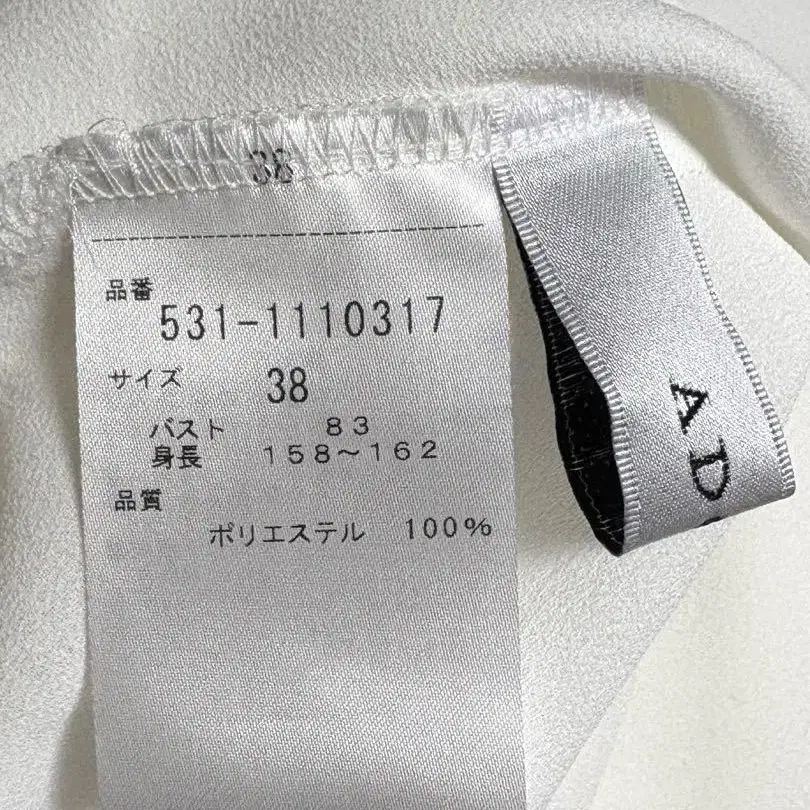 38
品番
531-1110317
サイズ 38
バスト 83
身長 158～162
品質
ポリエステル 100%
AD